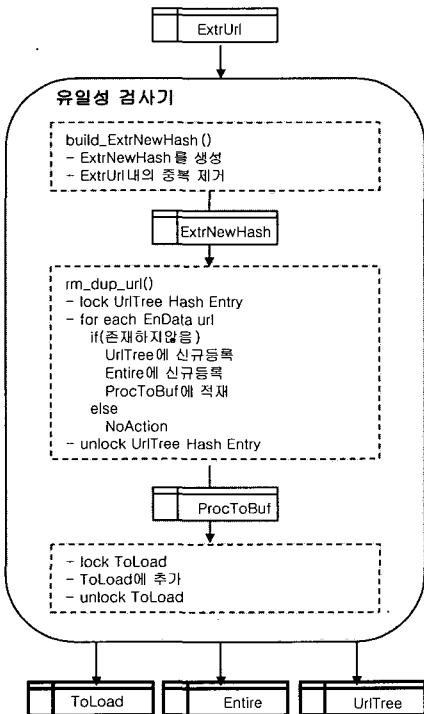 ExtrUrl
유일성 검사기
build_ExtrNewHash()
- ExtrNewHash를 생성
- ExtrUrl내의 중복 제거
ExtrNewHash
rm_dup_url()
- lock UrlTree Hash Entry
- for each EnData url
if(존재하지않음)
UrlTree에 신규등록
Entire에 신규등록
ProcToBuf에 적재
else
NoAction
- unlock UrlTree Hash Entry
ProcToBuf
- lock ToLoad
- ToLoad에 추가
- unlock ToLoad
ToLoad
Entire
UrlTree